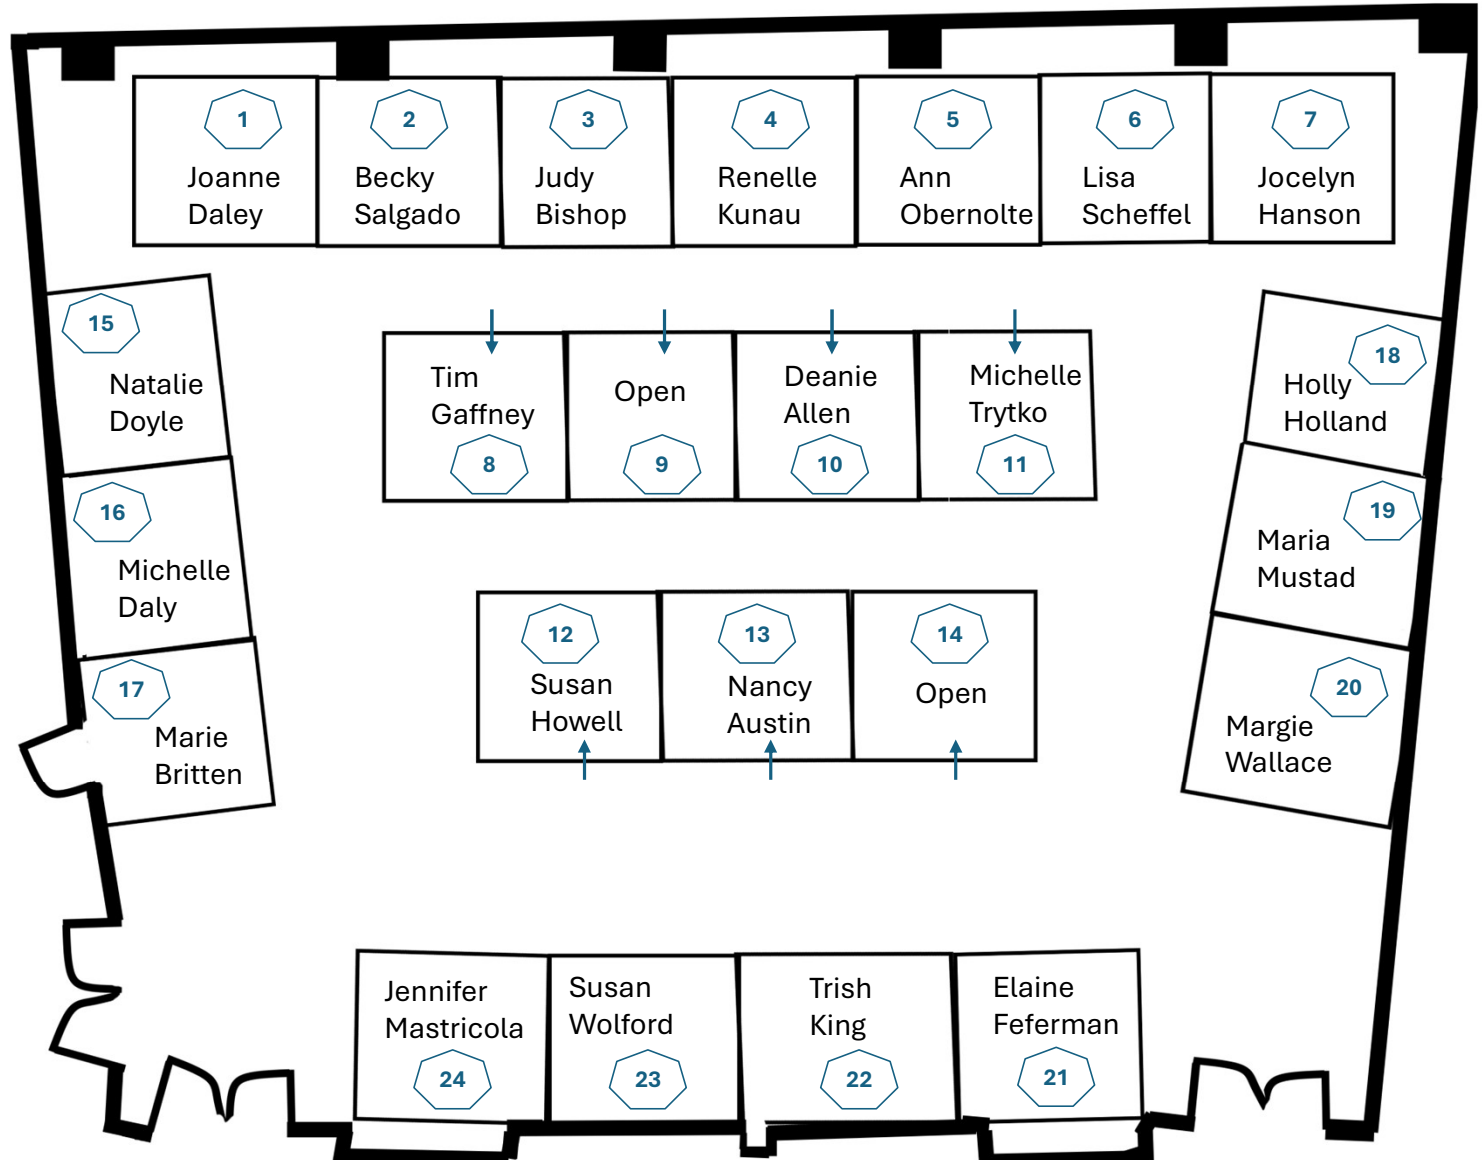 1
Joanne
Daley
2
Becky
Salgado
3
Judy
Bishop
4
Renelle
Kunau
5
Ann
Obernolte
6
Lisa
Scheffel
7
Jocelyn
Hanson
15
Natalie
Doyle
16
Michelle
Daly
17
Marie
Britten
Tim
Gaffney
8
Open
9
Deanie
Allen
10
Michelle
Trytko
11
12
Susan
Howell
13
Nancy
Austin
14
Open
18
Holly
Holland
19
Maria
Mustad
20
Margie
Wallace
Jennifer
Mastricola
24
Susan
Wolford
23
Trish
King
22
Elaine
Feferman
21